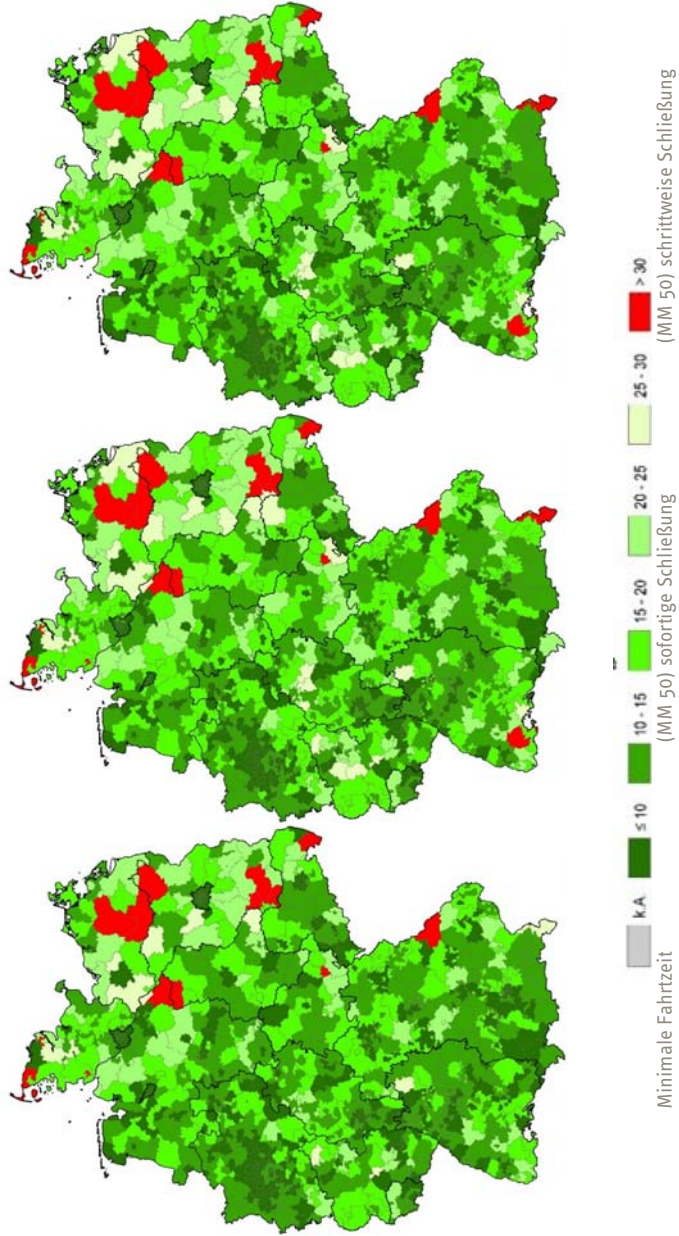 k.A.
≤ 10
10 - 15
15 - 20
20 - 25
25 - 30
> 30
Minimale Fahrtzeit
(MM 50) sofortige Schließung
(MM 50) schrittweise Schließung